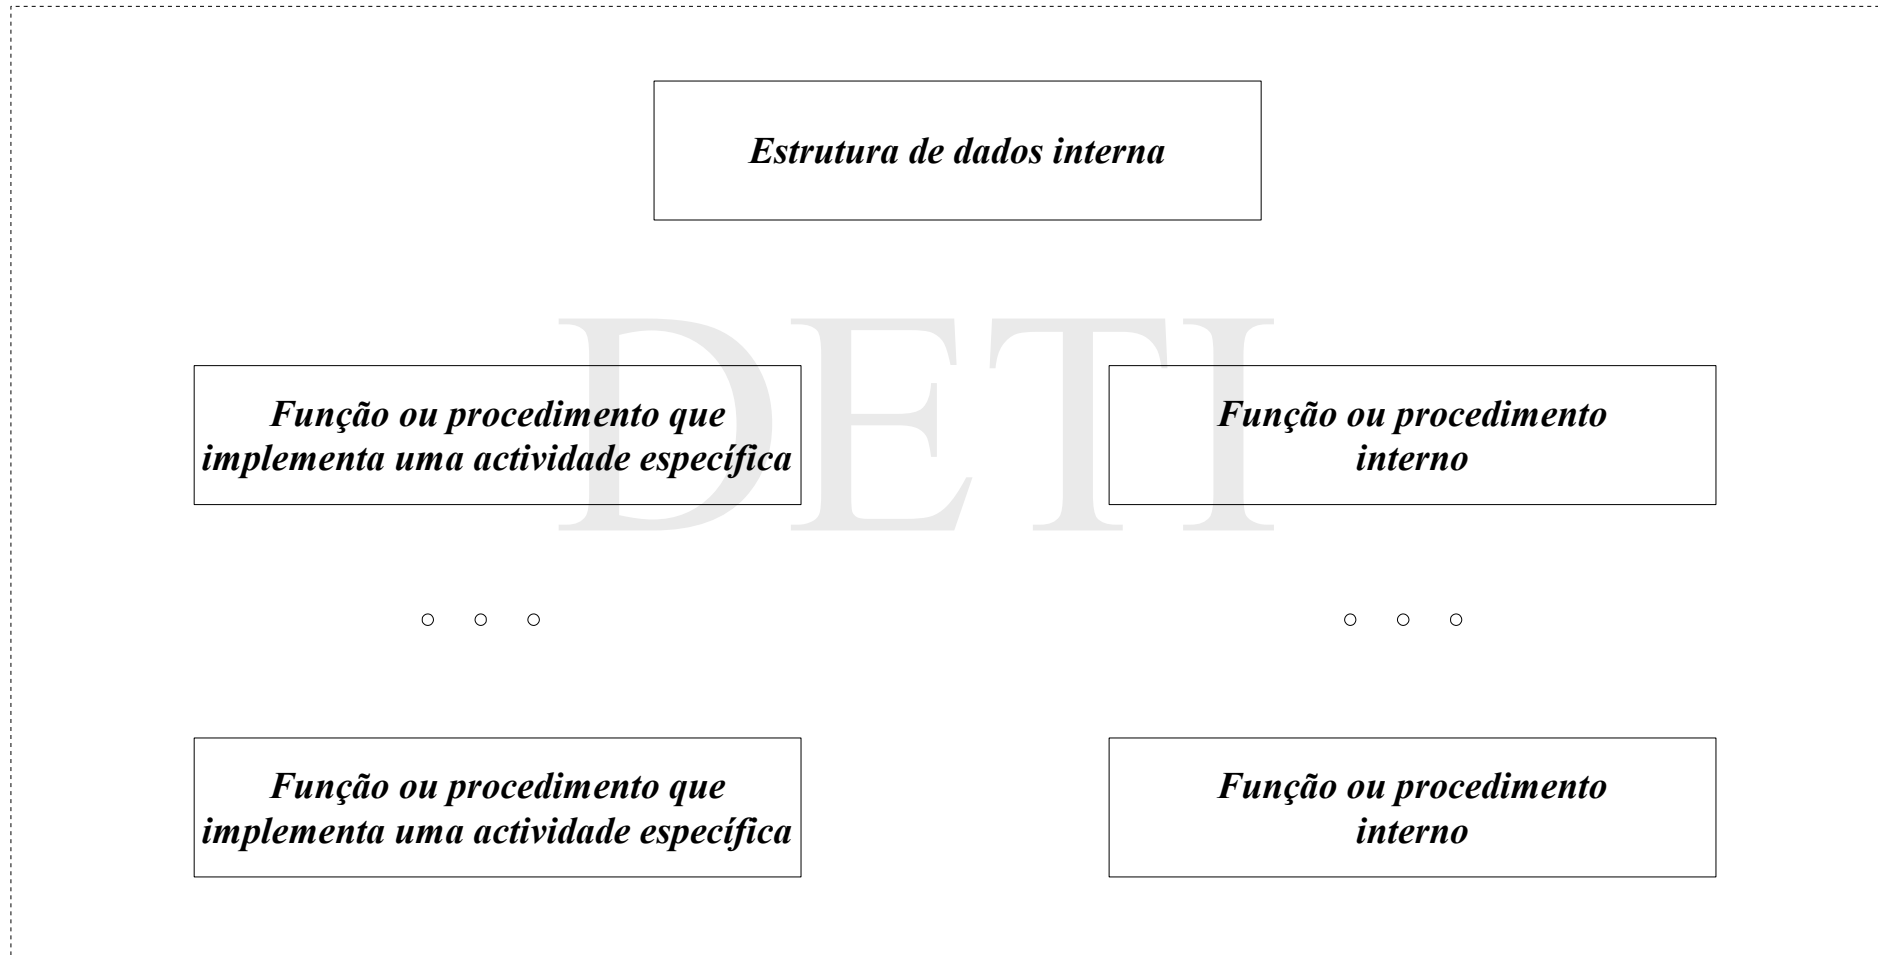 Estrutura de dados interna
DETI
Função ou procedimento que
implementa uma actividade específica
Função ou procedimento
interno
Função ou procedimento que
implementa uma actividade específica
Função ou procedimento
interno